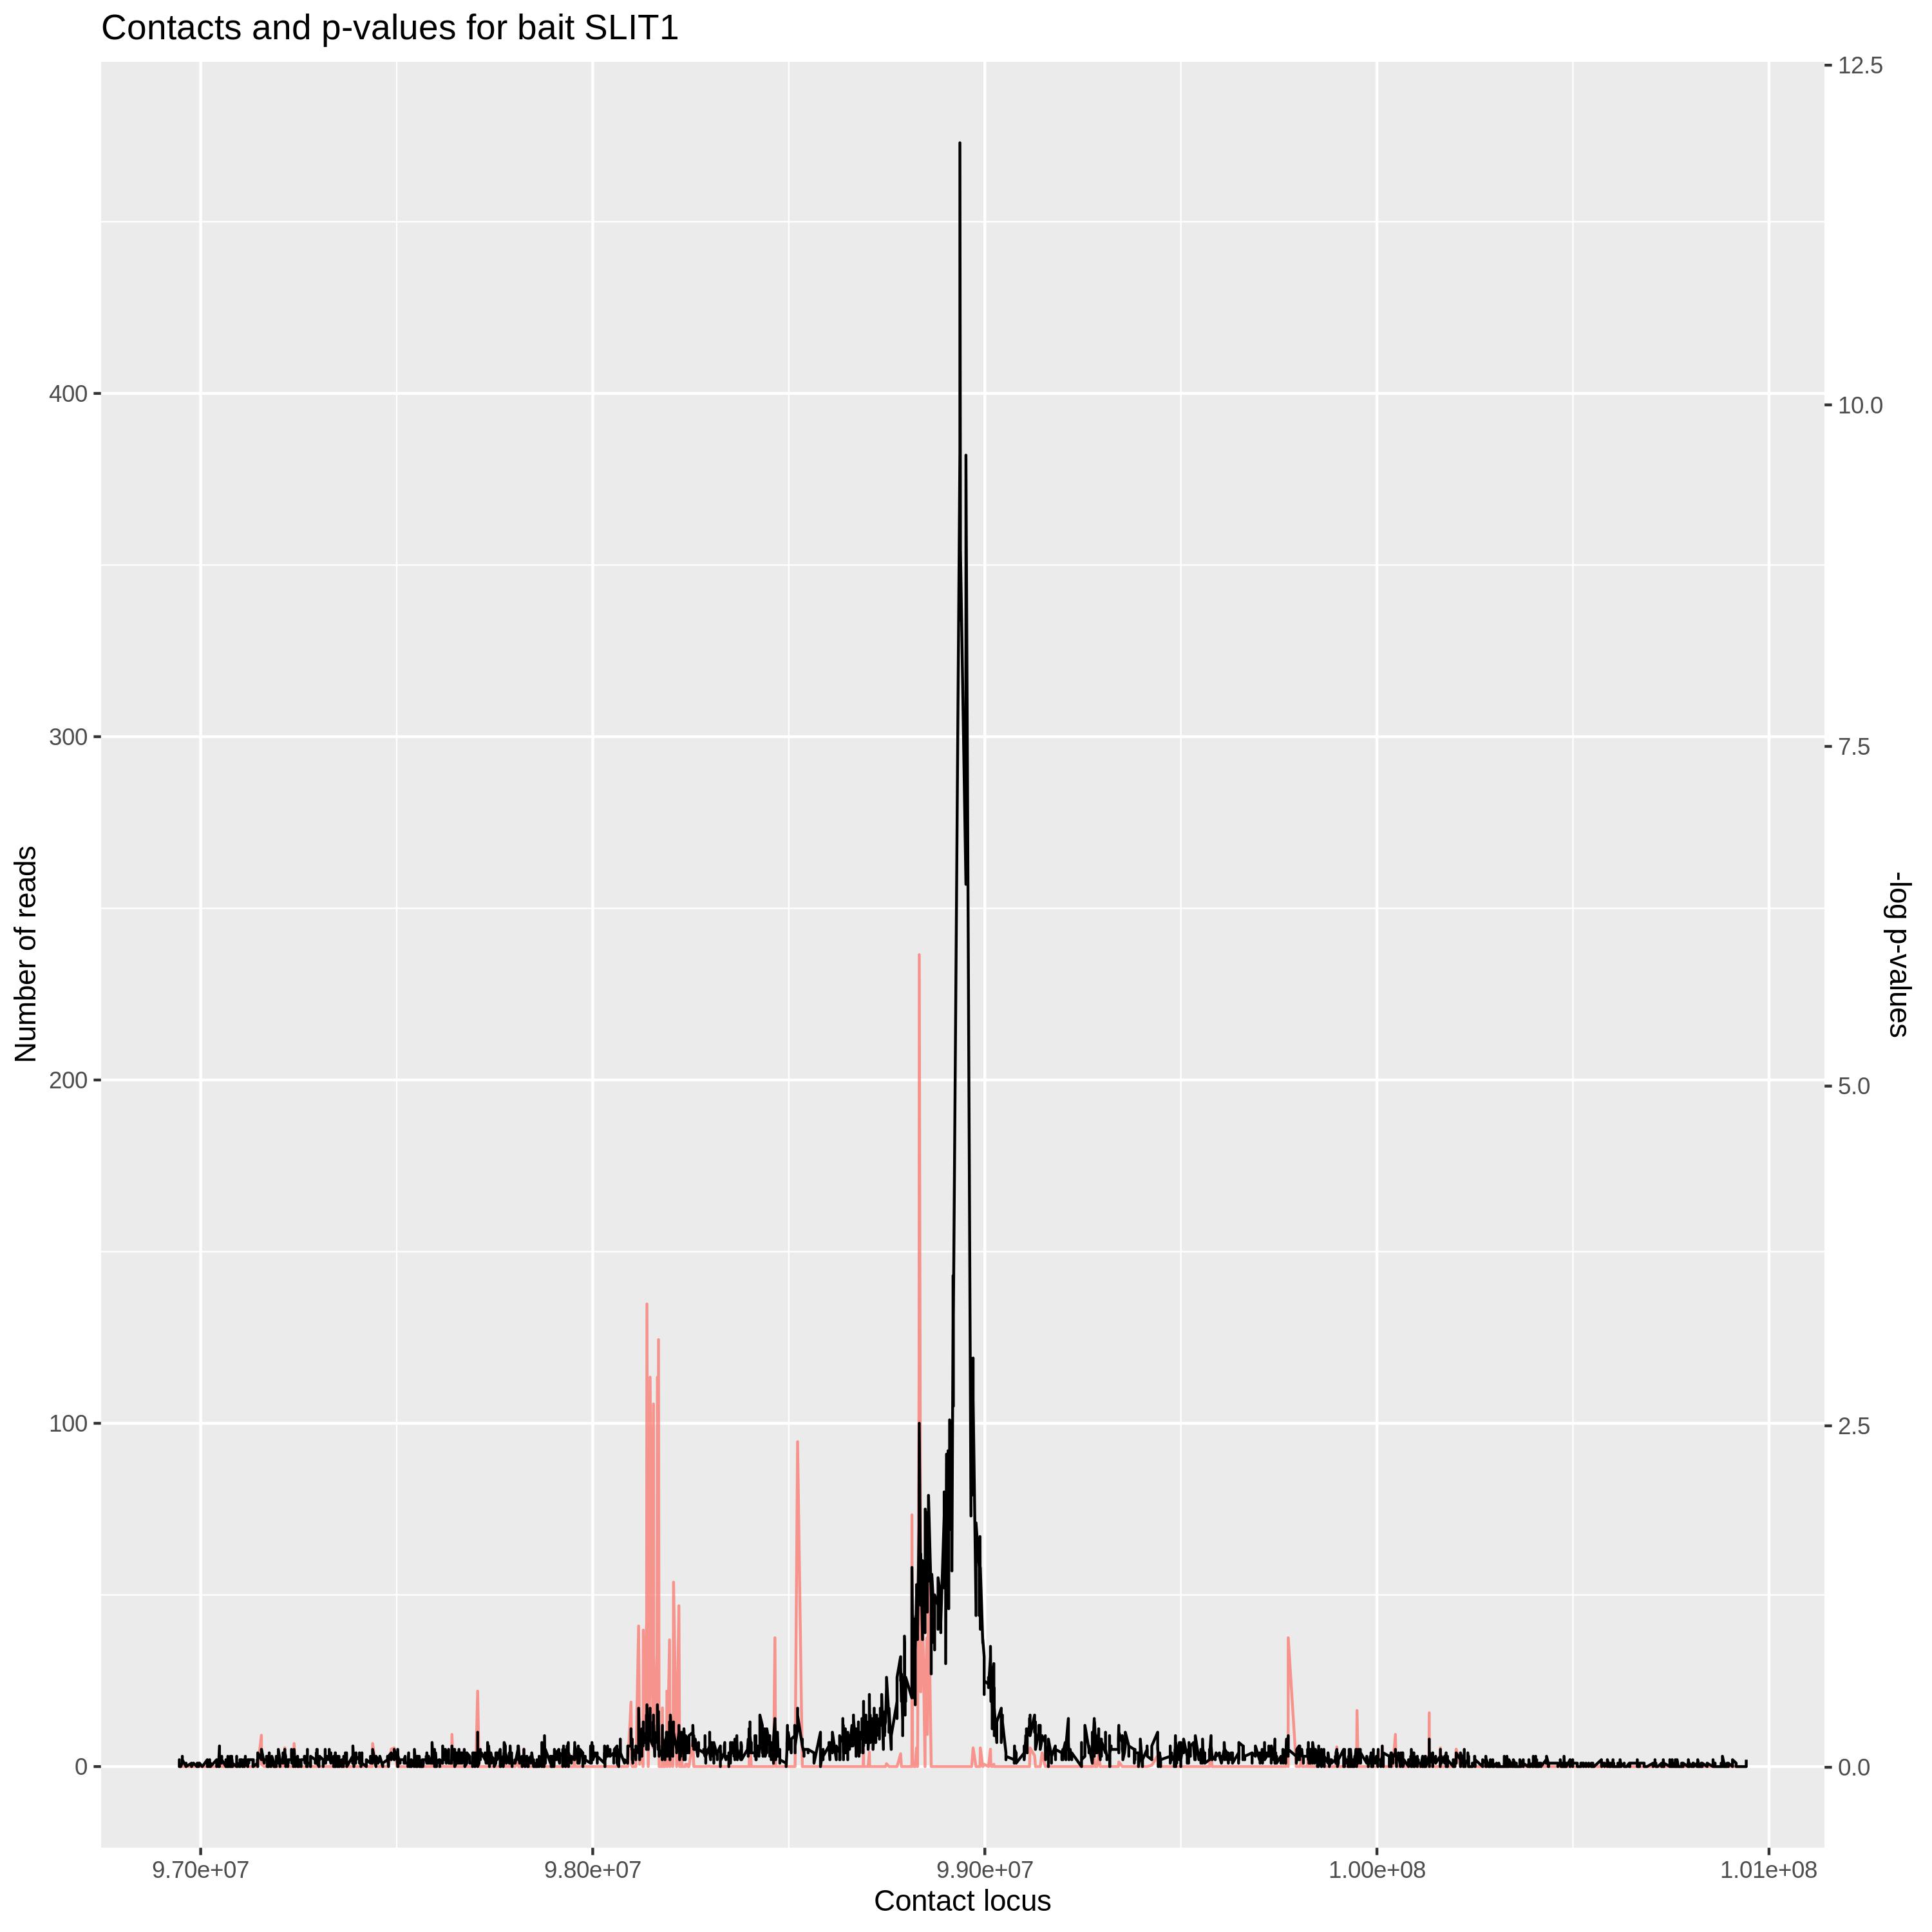 Contacts and p-values for bait SLIT1
12.5
400
10.0
300
7.5
Number of reads
-log p-values
200
5.0
100
2.5
0
0.0
9.70e+07
9.80e+07
9.90e+07
1.00e+08
1.01e+08
Contact locus